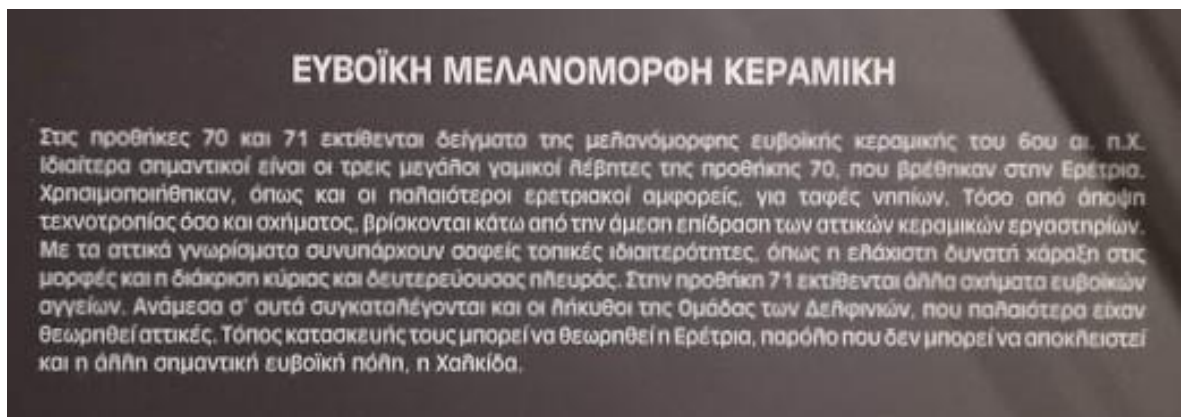 ΕΥΒΟΪΚΗ ΜΕΛΑΝΟΜΟΡΦΗ ΚΕΡΑΜΙΚΗ
Στις προθήκες 70 και 71 εκτίθενται δείγματα της μελανόμορφης ευβοϊκής κεραμικής του 6ου αι. π.Χ.
Ιδιαίτερα σημαντικοί είναι οι τρεις μεγάλοι γαμικοί λέβητες της προθήκης 70, που βρέθηκαν στην Ερέτρια.
Χρησιμοποιήθηκαν, όπως και οι παλαιότεροι ερετριακοί αμφορείς, για ταφές νηπίων. Τόσο από άποψη
τεχνοτροπίας όσο και σχήματος, βρίσκονται κάτω από την άμεση επίδραση των αττικών κεραμικών εργαστηρίων.
Με τα αττικά γνωρίσματα συνυπάρχουν σαφείς τοπικές ιδιαιτερότητες, όπως η ελάχιστη δυνατή χάραξη στις
μορφές και η διάκριση κύριας και δευτερεύουσας πλευράς. Στην προθήκη 71 εκτίθενται άλλα σχήματα ευβοϊκών
αγγείων. Ανάμεσα σ' αυτά συγκαταλέγονται και οι λήκυθοι της Ομάδας των Δελφινιών, που παλαιότερα είχαν
θεωρηθεί αττικές. Τόπος κατασκευής τους μπορεί να θεωρηθεί η Ερέτρια, παρόλο που δεν μπορεί να αποκλειστεί
και η άλλη σημαντική ευβοϊκή πόλη, η Χαλκίδα.